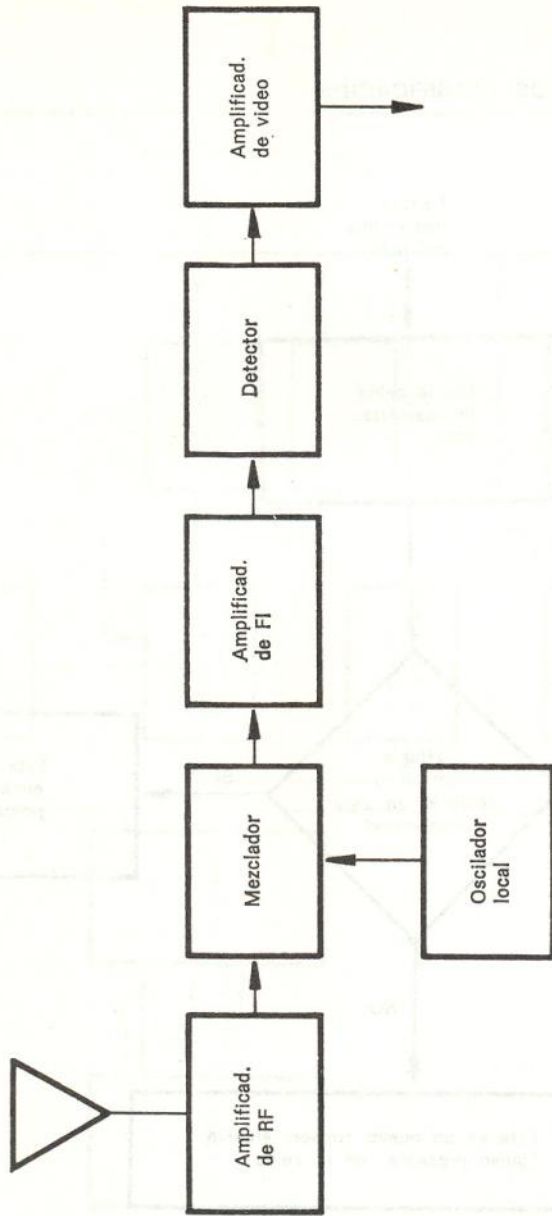 Amplificad.
de RF
Mezclador
Oscilador
local
Amplificad.
de FI
Detector
Amplificad.
de video